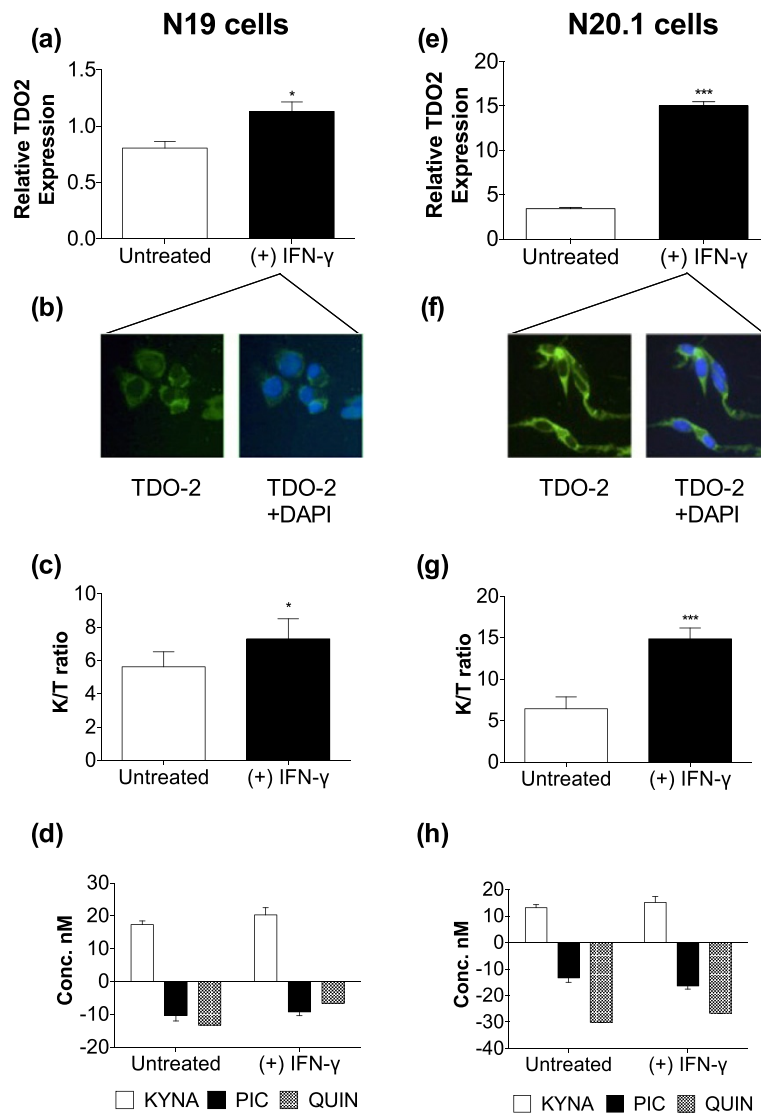 N19 cells
(a)
Relative TDO2
Expression
1.5
1.0
0.5
0.0
*
Untreated
(+) IFN-γ
(b)
TDO-2
TDO-2
+DAPI
(c)
K/T ratio
10
8
6
4
2
0
*
Untreated
(+) IFN-γ
(d)
Conc. nM
30
20
10
0
-10
-20
Untreated
(+) IFN-γ
KYNA
PIC
QUIN
N20.1 cells
(e)
Relative TDO2
Expression
20
15
10
5
0
***
Untreated
(+) IFN-γ
(f)
TDO-2
TDO-2
+DAPI
(g)
K/T ratio
20
15
10
5
0
***
Untreated
(+) IFN-γ
(h)
Conc. nM
20
10
0
-10
-20
-30
-40
Untreated
(+) IFN-γ
KYNA
PIC
QUIN